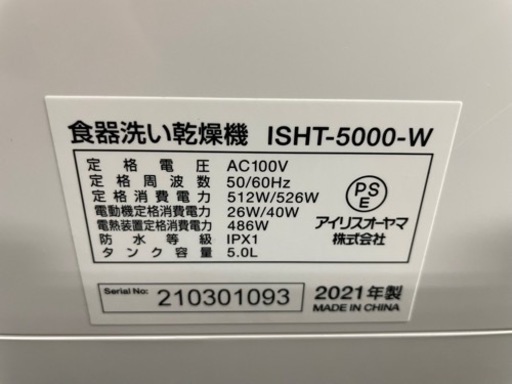 食器洗い乾燥機 ISHT-5000-W
定格電圧 AC100V
定格周波数 50/60Hz
定格消費電力 512W/526W
電動機定格消費電力 26W/40W
電熱装置定格消費電力 486W
防水等級 IPX1
タンク容量 5.0L
PS
E
アイリスオーヤマ
株式会社
Serial No: 210301093
2021年製
MADE IN CHINA